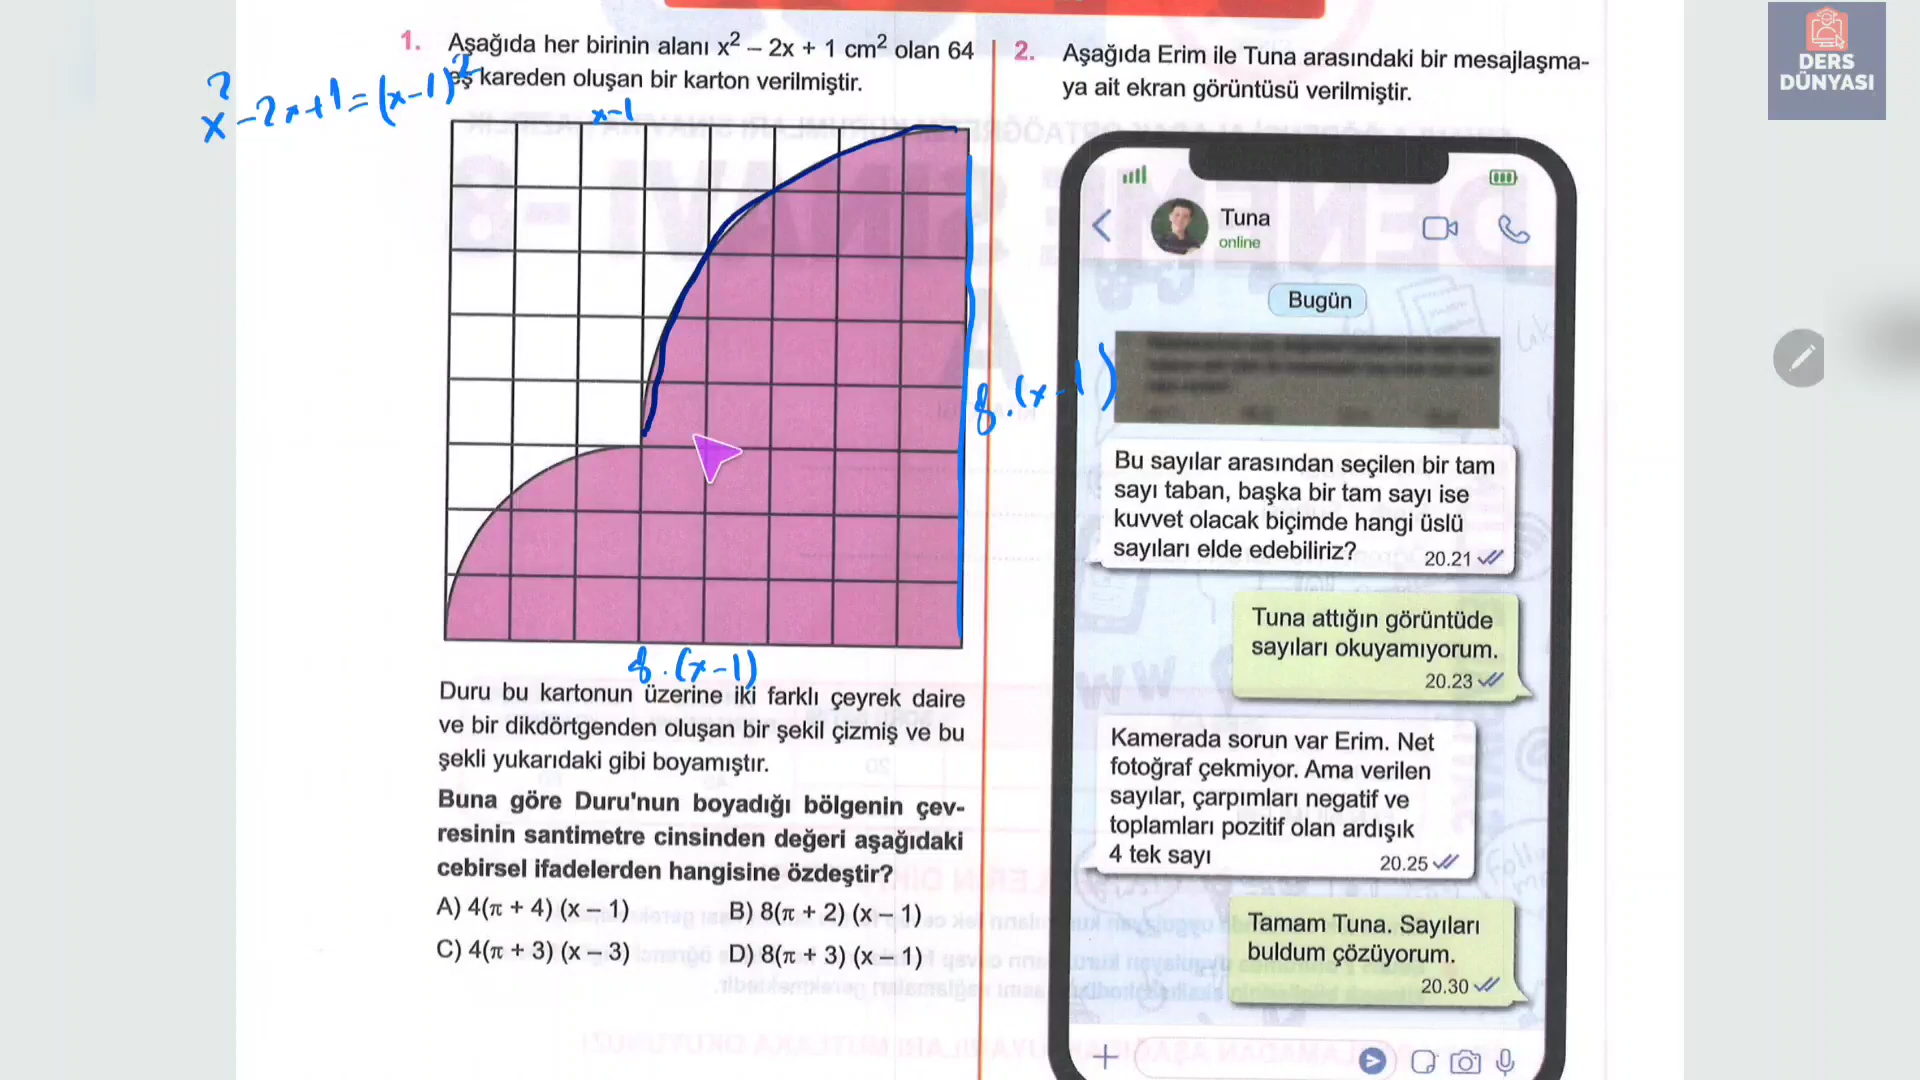 DERS
DÜNYASI
1. Aşağıda her birinin alanı x² – 2x + 1 cm² olan 64
eş kareden oluşan bir karton verilmiştir.
x² - 2x + 1 = (x-1)²
x-1
8.(x-1)
8.(x-1)
Duru bu kartonun üzerine iki farklı çeyrek daire
ve bir dikdörtgenden oluşan bir şekil çizmiş ve bu
şekli yukarıdaki gibi boyamıştır.
Buna göre Duru'nun boyadığı bölgenin çev-
resinin santimetre cinsinden değeri aşağıdaki
cebirsel ifadelerden hangisine özdeştir?
A) 4(π + 4) (x – 1)
B) 8(π + 2) (x – 1)
C) 4(π + 3) (x – 3)
D) 8(π + 3) (x – 1)
2. Aşağıda Erim ile Tuna arasındaki bir mesajlaşma-
ya ait ekran görüntüsü verilmiştir.
Tuna
online
Bugün
Bu sayılar arasından seçilen bir tam
sayı taban, başka bir tam sayı ise
kuvvet olacak biçimde hangi üslü
sayıları elde edebiliriz?
20.21
Tuna attığın görüntüde
sayıları okuyamıyorum.
20.23
Kamerada sorun var Erim. Net
fotoğraf çekmiyor. Ama verilen
sayılar, çarpımları negatif ve
toplamları pozitif olan ardışık
4 tek sayı
20.25
Tamam Tuna. Sayıları
buldum çözüyorum.
20.30